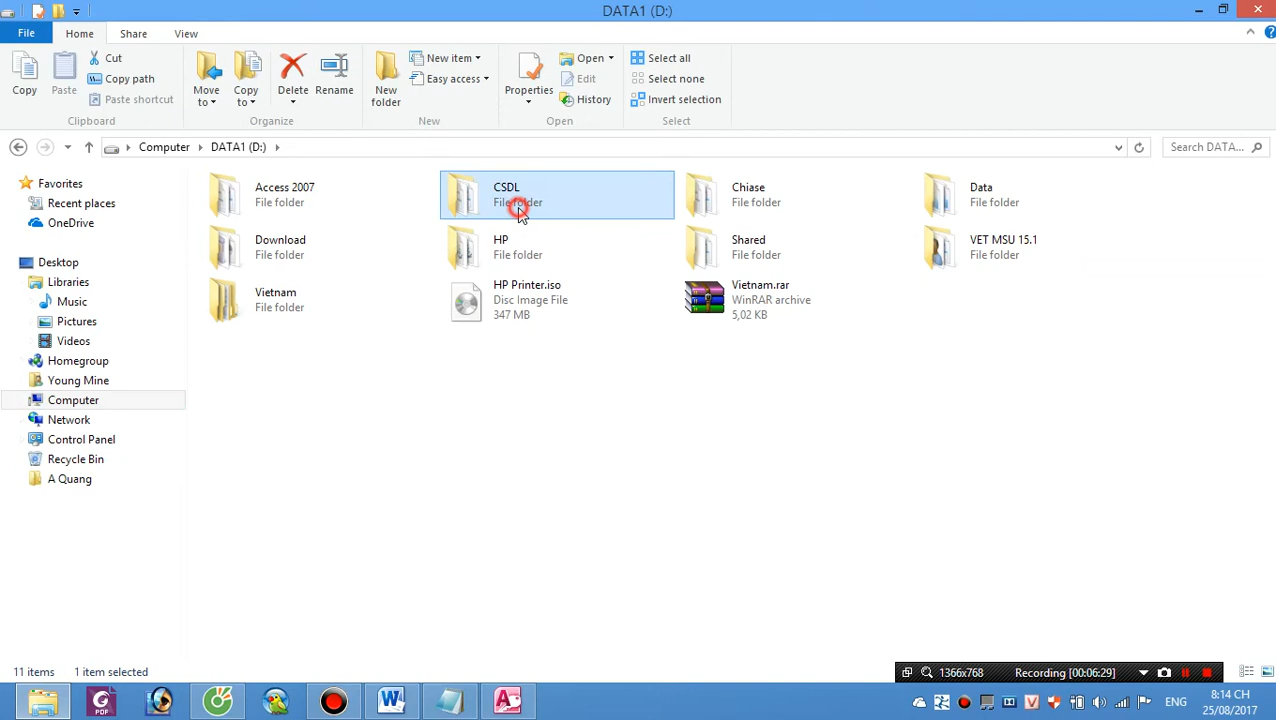 DATA1 (D:)
File Home Share View
Copy
Paste
Cut
Copy path
Paste shortcut
Clipboard
Move to
Copy to
Delete
Rename
Organize
New folder
New item
Easy access
New
Properties
Open
Edit
History
Open
Select all
Select none
Invert selection
Select
Computer DATA1 (D:)
Search DATA...
Favorites
Recent places
OneDrive
Desktop
Libraries
Music
Pictures
Videos
Homegroup
Young Mine
Computer
Network
Control Panel
Recycle Bin
A Quang
Access 2007
File folder
CSDL
File folder
Chiase
File folder
Data
File folder
Download
File folder
HP
File folder
Shared
File folder
VET MSU 15.1
File folder
Vietnam
File folder
HP Printer.iso
Disc Image File
347 MB
Vietnam.rar
WinRAR archive
5,02 KB
11 items 1 item selected
1366x768 Recording [00:06:29]
PDF
ENG
8:14 CH
25/08/2017